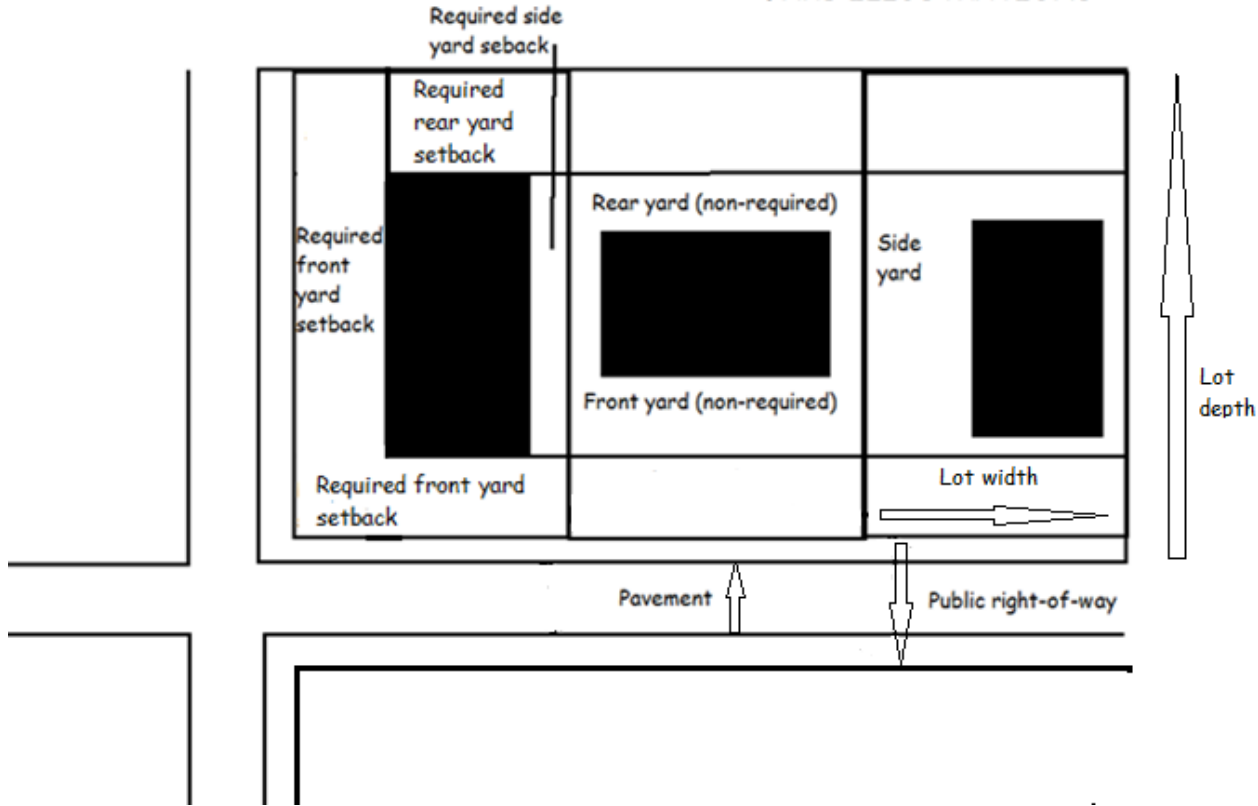 Required side
yard seback
Required
rear yard
setback
Required
front
yard
setback
Rear yard (non-required)
Side
yard
Front yard (non-required)
Lot
depth
Required front yard
setback
Lot width
Pavement
Public right-of-way